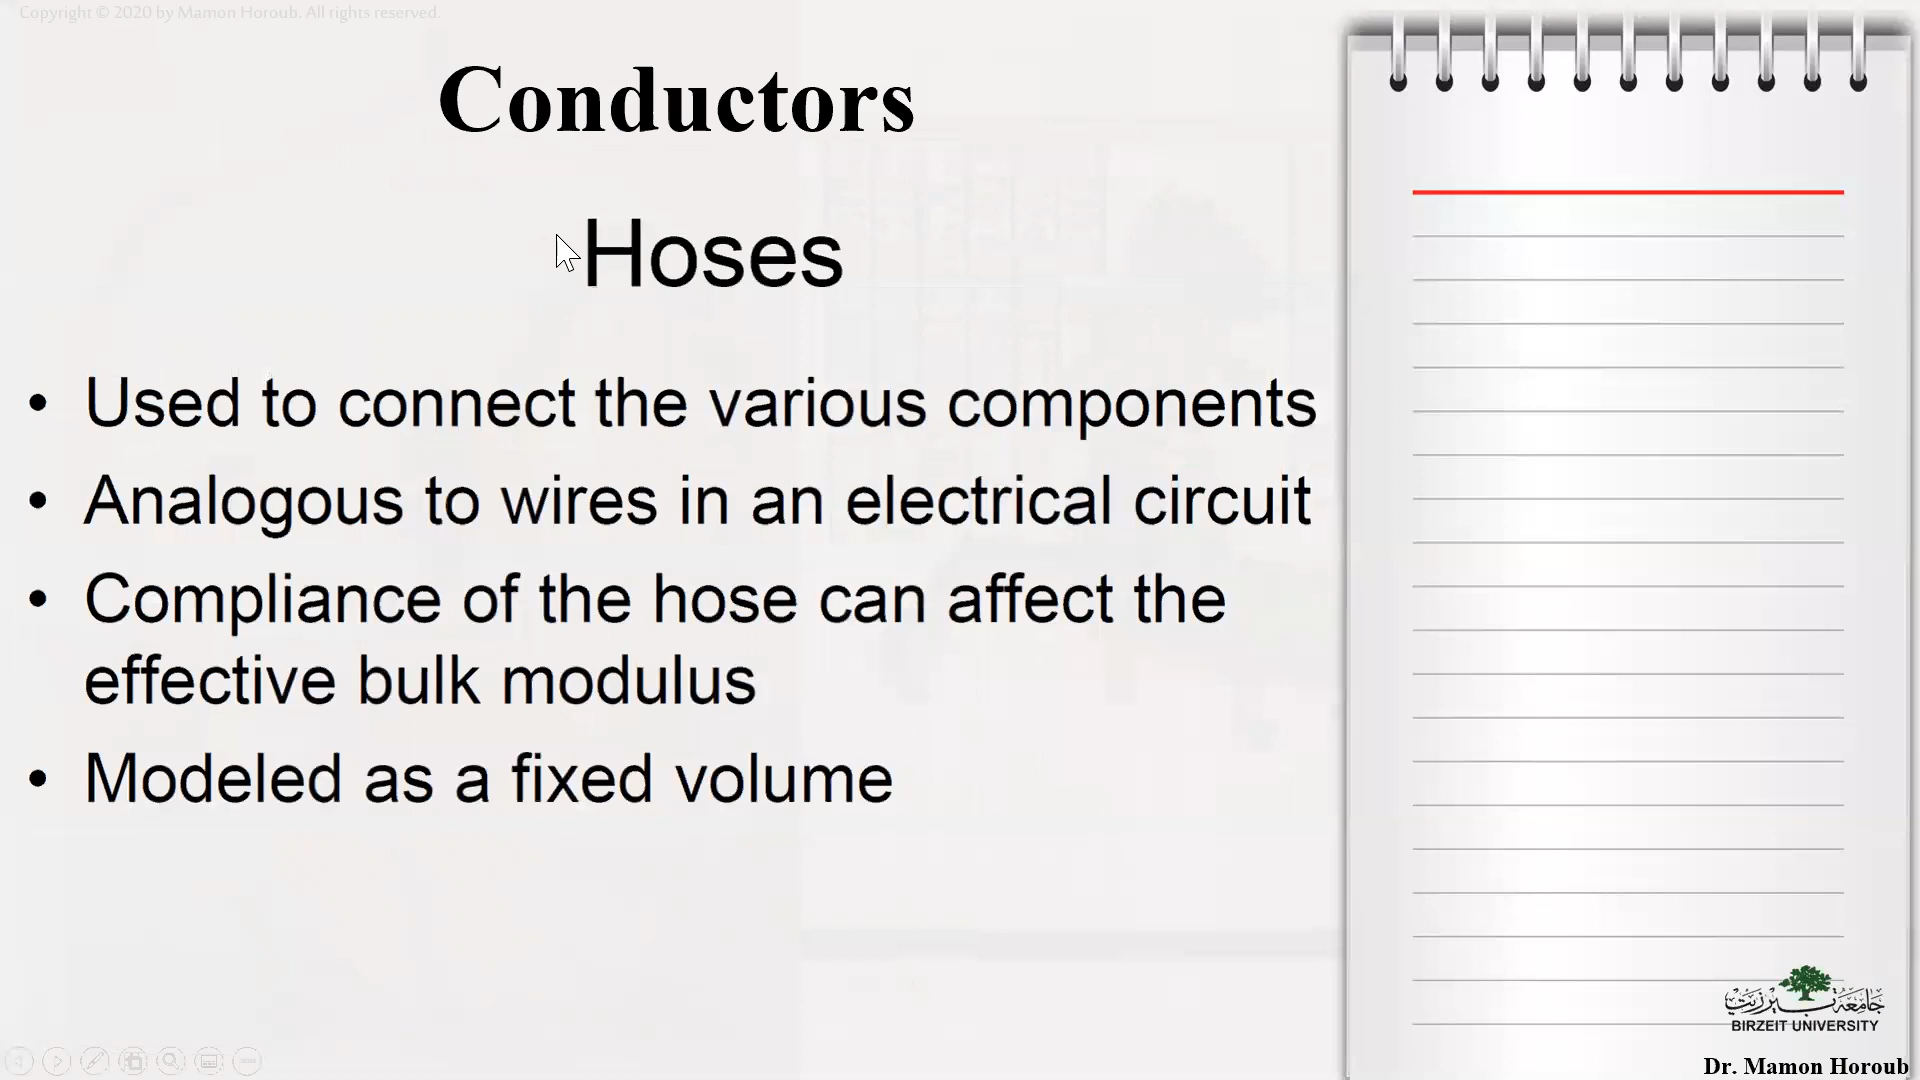 Copyright © 2020 by Mamon Horoub. All rights reserved.
Conductors
Hoses
• Used to connect the various components
• Analogous to wires in an electrical circuit
• Compliance of the hose can affect the
effective bulk modulus
• Modeled as a fixed volume
جامعة بيرزيت
BIRZEIT UNIVERSITY
Dr. Mamon Horoub